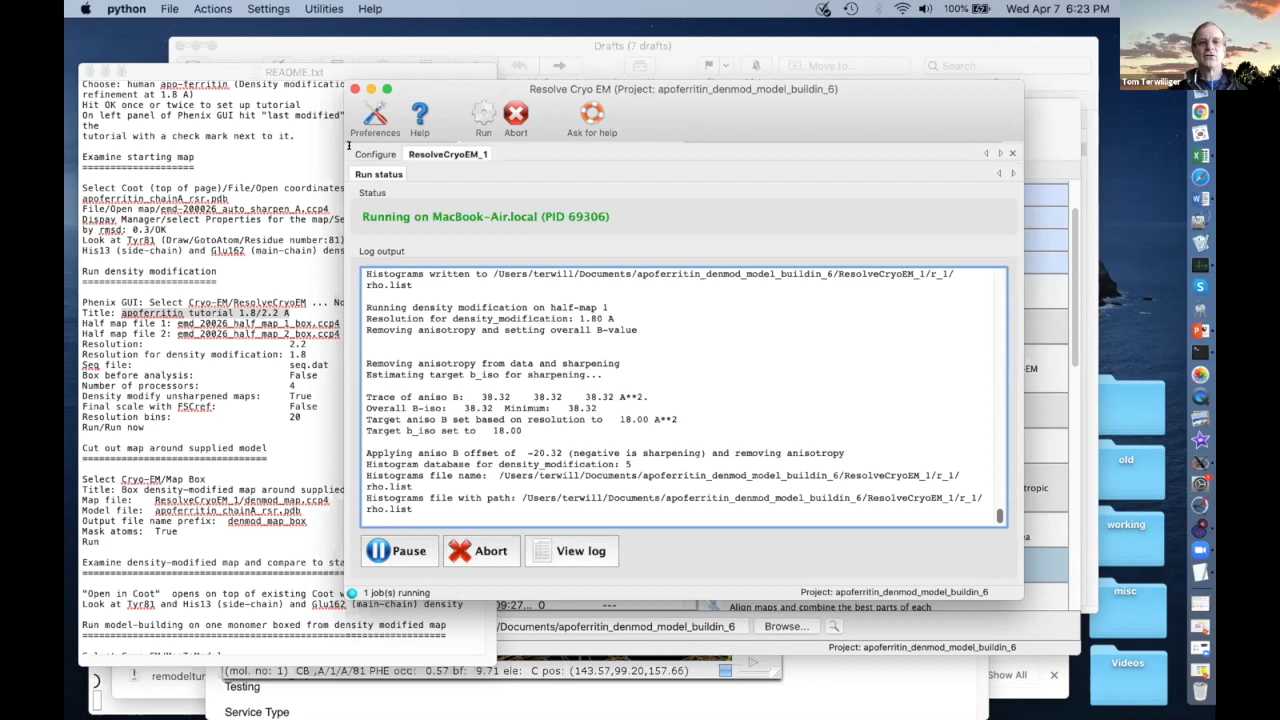 python File Actions Settings Utilities Help
100% Wed Apr 7 6:23 PM
Tom Terwilliger
Drafts (7 drafts)
Move to...
Search
README.txt
Choose: human apo-ferritin (Density modificatio
refinement at 1.8 A)
Hit OK once or twice to set up tutorial
On left panel of Phenix GUI hit "last modified"
the
tutorial with a check mark next to it.
Examine starting map
====================
Select Coot (top of page)/File/Open coordinates
apoferritin_chainA_rsr.pdb
File/Open map/emd-20026_auto_sharpen_A.ccp4
Dispay Manager/select Properties for the map/Se
by rmsd: 0.3/OK
Look at Tyr81 (Draw/GotoAtom/Residue number:81)
His13 (side-chain) and Glu162 (main-chain) dens
Run density modification
========================
Phenix GUI: Select Cryo-EM/ResolveCryoEM ... No
Title: apoferritin tutorial 1.8/2.2 A
Half map file 1: emd_20026_half_map_1_box.ccp4
Half map file 2: emd_20026_half_map_2_box.ccp4
Resolution: 2.2
Resolution for density modification: 1.8
Seq file: seq.dat
Box before analysis: False
Number of processors: 4
Density modify unsharpened maps: True
Final scale with FSCref: False
Resolution bins: 20
Run/Run now
Cut out map around supplied model
=================================
Select Cryo-EM/Map Box
Title: Box density-modified map around supplied
Map file: ResolveCryoEM_1/denmod_map.ccp4
Model file: apoferritin_chainA_rsr.pdb
Output file name prefix: denmod_map_box
Mask atoms: True
Run
Examine density-modified map and compare to sta
"Open in Coot" opens on top of existing Coot w
Look at Tyr81 and His13 (side-chain) and Glu162 (main-chain) density
Run model-building on one monomer boxed from density modified map
Resolve Cryo EM (Project: apoferritin_denmod_model_buildin_6)
Preferences Help Run Abort Ask for help
Configure ResolveCryoEM_1
Run status
Status
Running on MacBook-Air.local (PID 69306)
Log output
Histograms written to /Users/terwill/Documents/apoferritin_denmod_model_buildin_6/ResolveCryoEM_1/r_1/
rho.list
Running density modification on half-map 1
Resolution for density_modification: 1.80 A
Removing anisotropy and setting overall B-value
Removing anisotropy from data and sharpening
Estimating target b_iso for sharpening...
Trace of aniso B: 38.32 38.32 38.32 A**2.
Overall B-iso: 38.32 Minimum: 38.32
Target aniso B set based on resolution to 18.00 A**2
Target b_iso set to 18.00
Applying aniso B offset of -20.32 (negative is sharpening) and removing anisotropy
Histogram database for density_modification: 5
Histograms file name: /Users/terwill/Documents/apoferritin_denmod_model_buildin_6/ResolveCryoEM_1/r_1/
rho.list
Histograms file with path: /Users/terwill/Documents/apoferritin_denmod_model_buildin_6/ResolveCryoEM_1/r_1/
rho.list
Pause Abort View log
1 job(s) running
Project: apoferritin_denmod_model_buildin_6
09:27... 0 ---
Align maps and combine the best parts of each
/Documents/apoferritin_denmod_model_buildin_6
Browse...
Project: apoferritin_denmod_model_buildin_6
(mol. no: 1) CB ,A/1/A/81 PHE occ: 0.57 bf: 9.71 ele: C pos: (143.57,99.20,157.66)
remodeltur
Testing
Service Type
Show All
EM
tropic
ea
old
working
misc
Videos